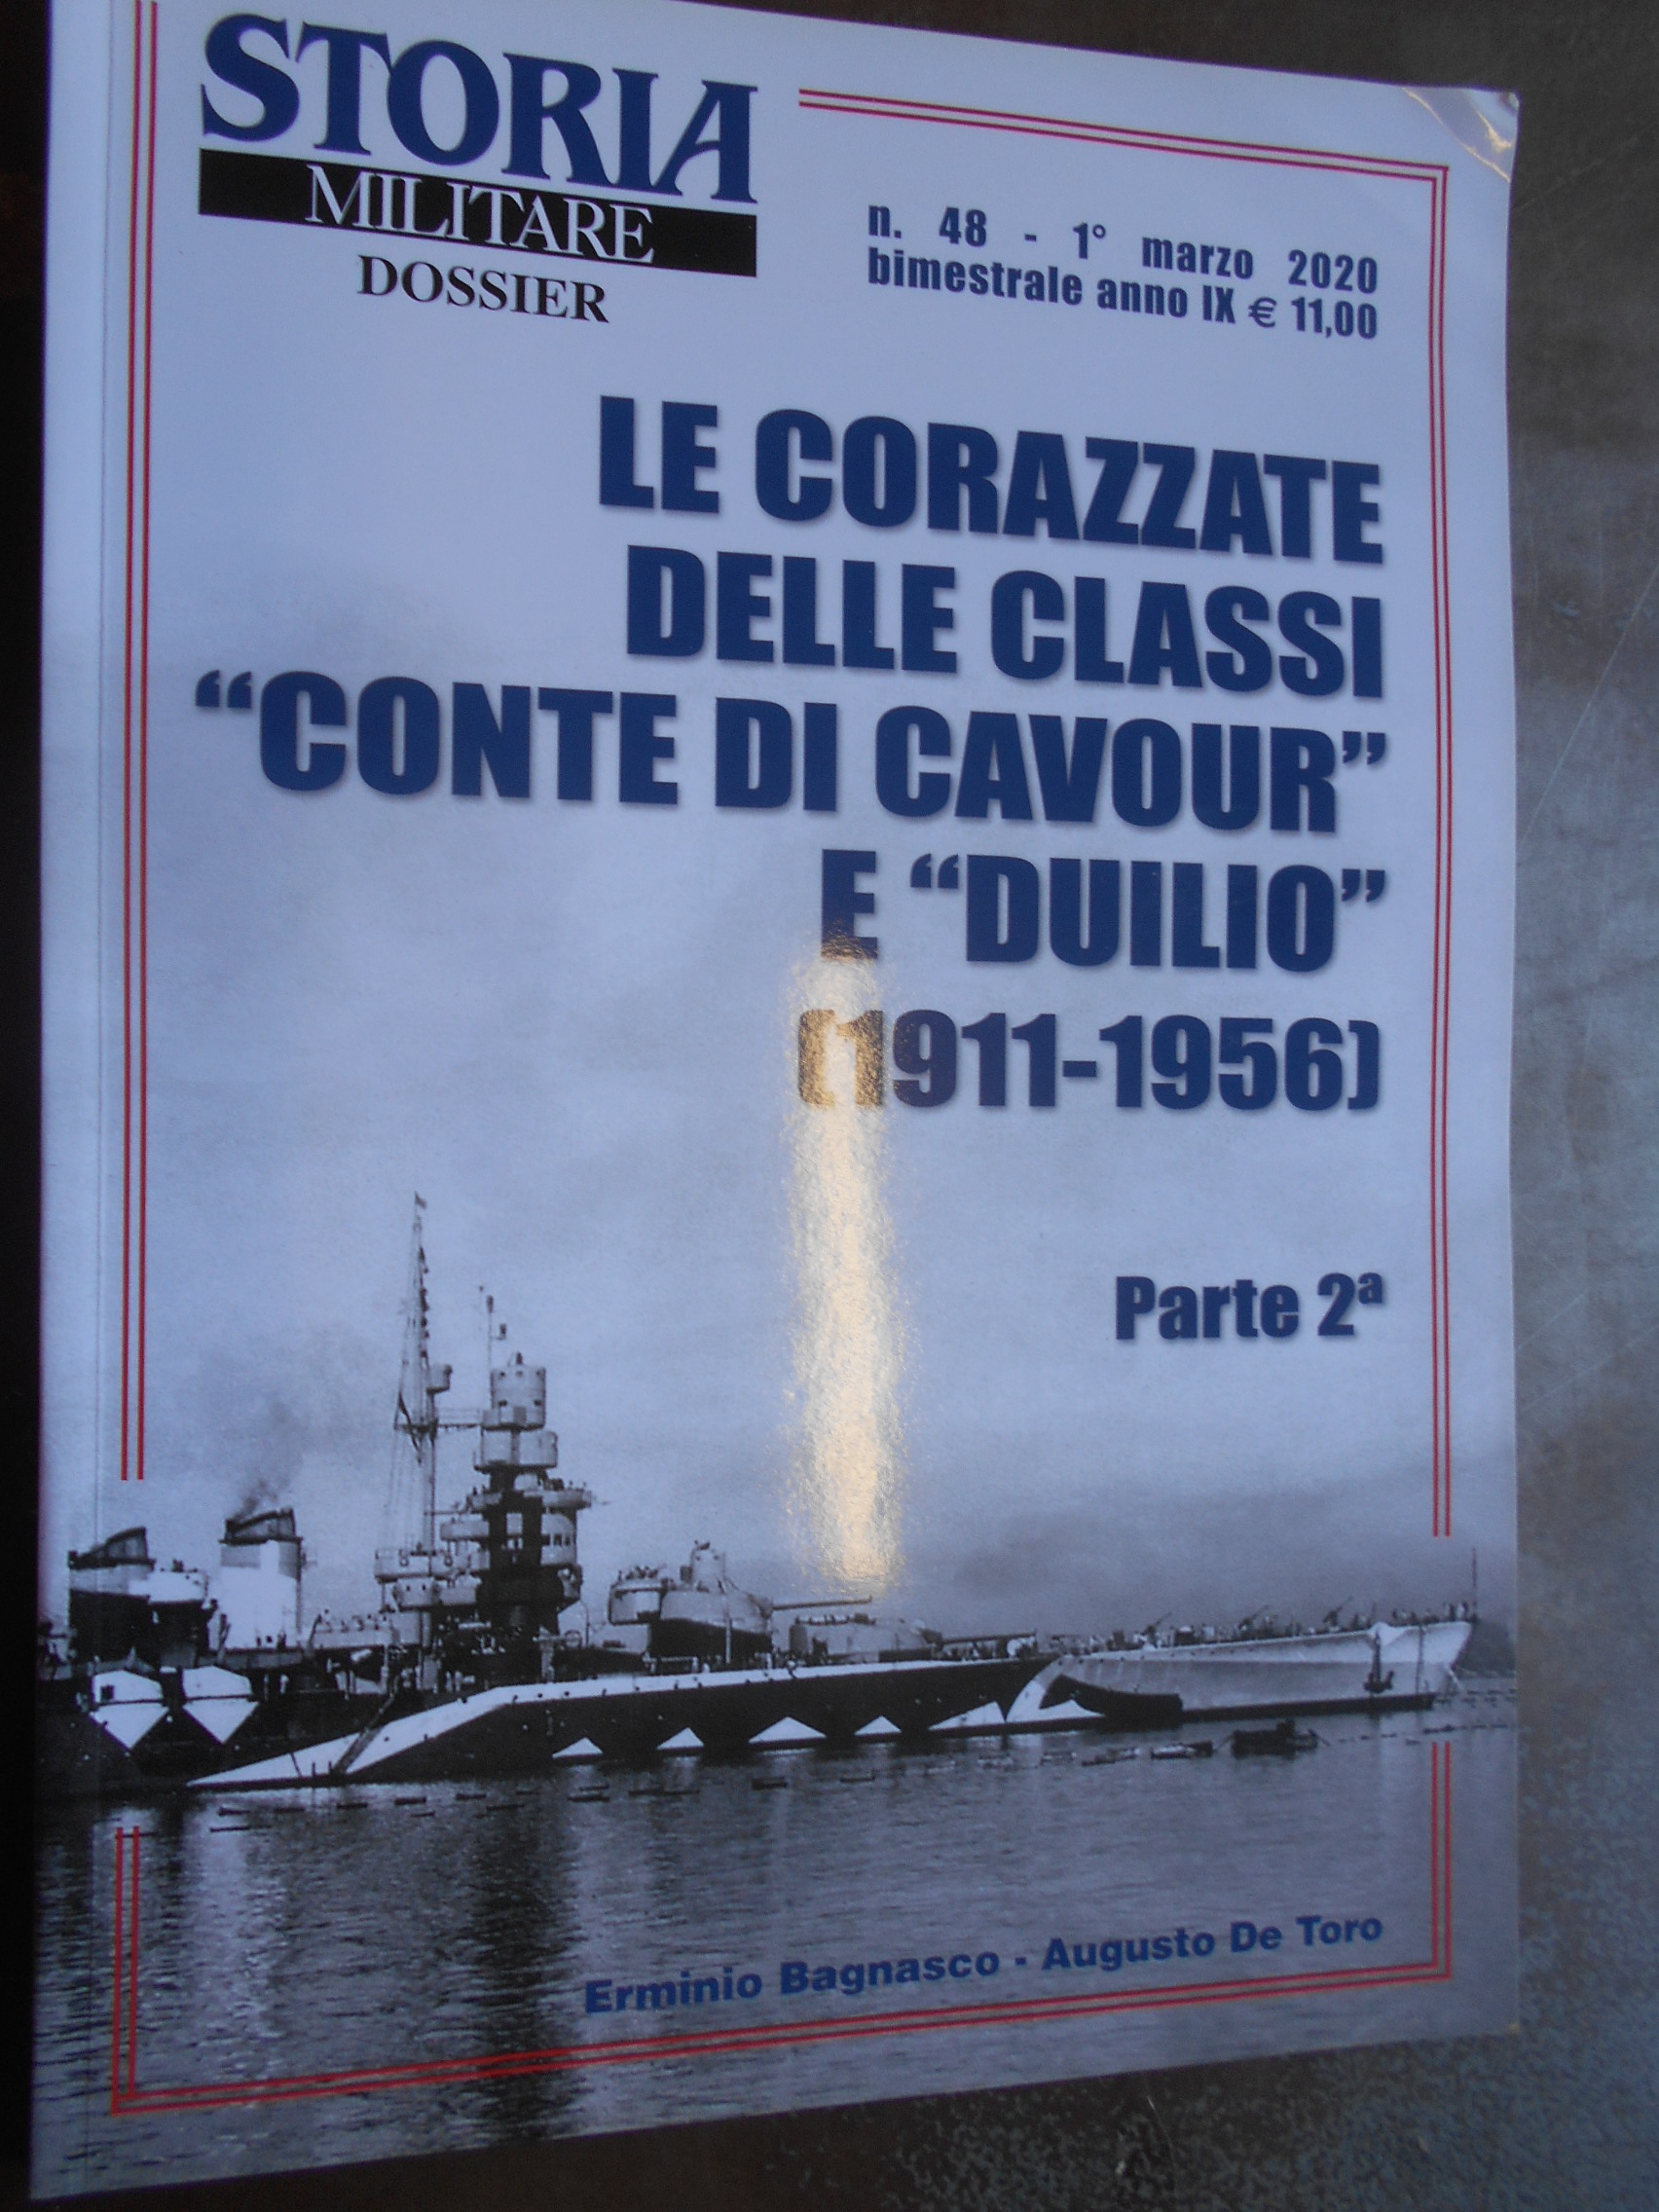 STORIA
MILITARE
DOSSIER
n. 48 - 1° marzo 2020
bimestrale anno IX € 11,00
LE CORAZZATE
DELLE CLASSI
“CONTE DI CAVOUR”
E “DUILIO”
(1911-1956)
Parte 2ª
Erminio Bagnasco - Augusto De Toro